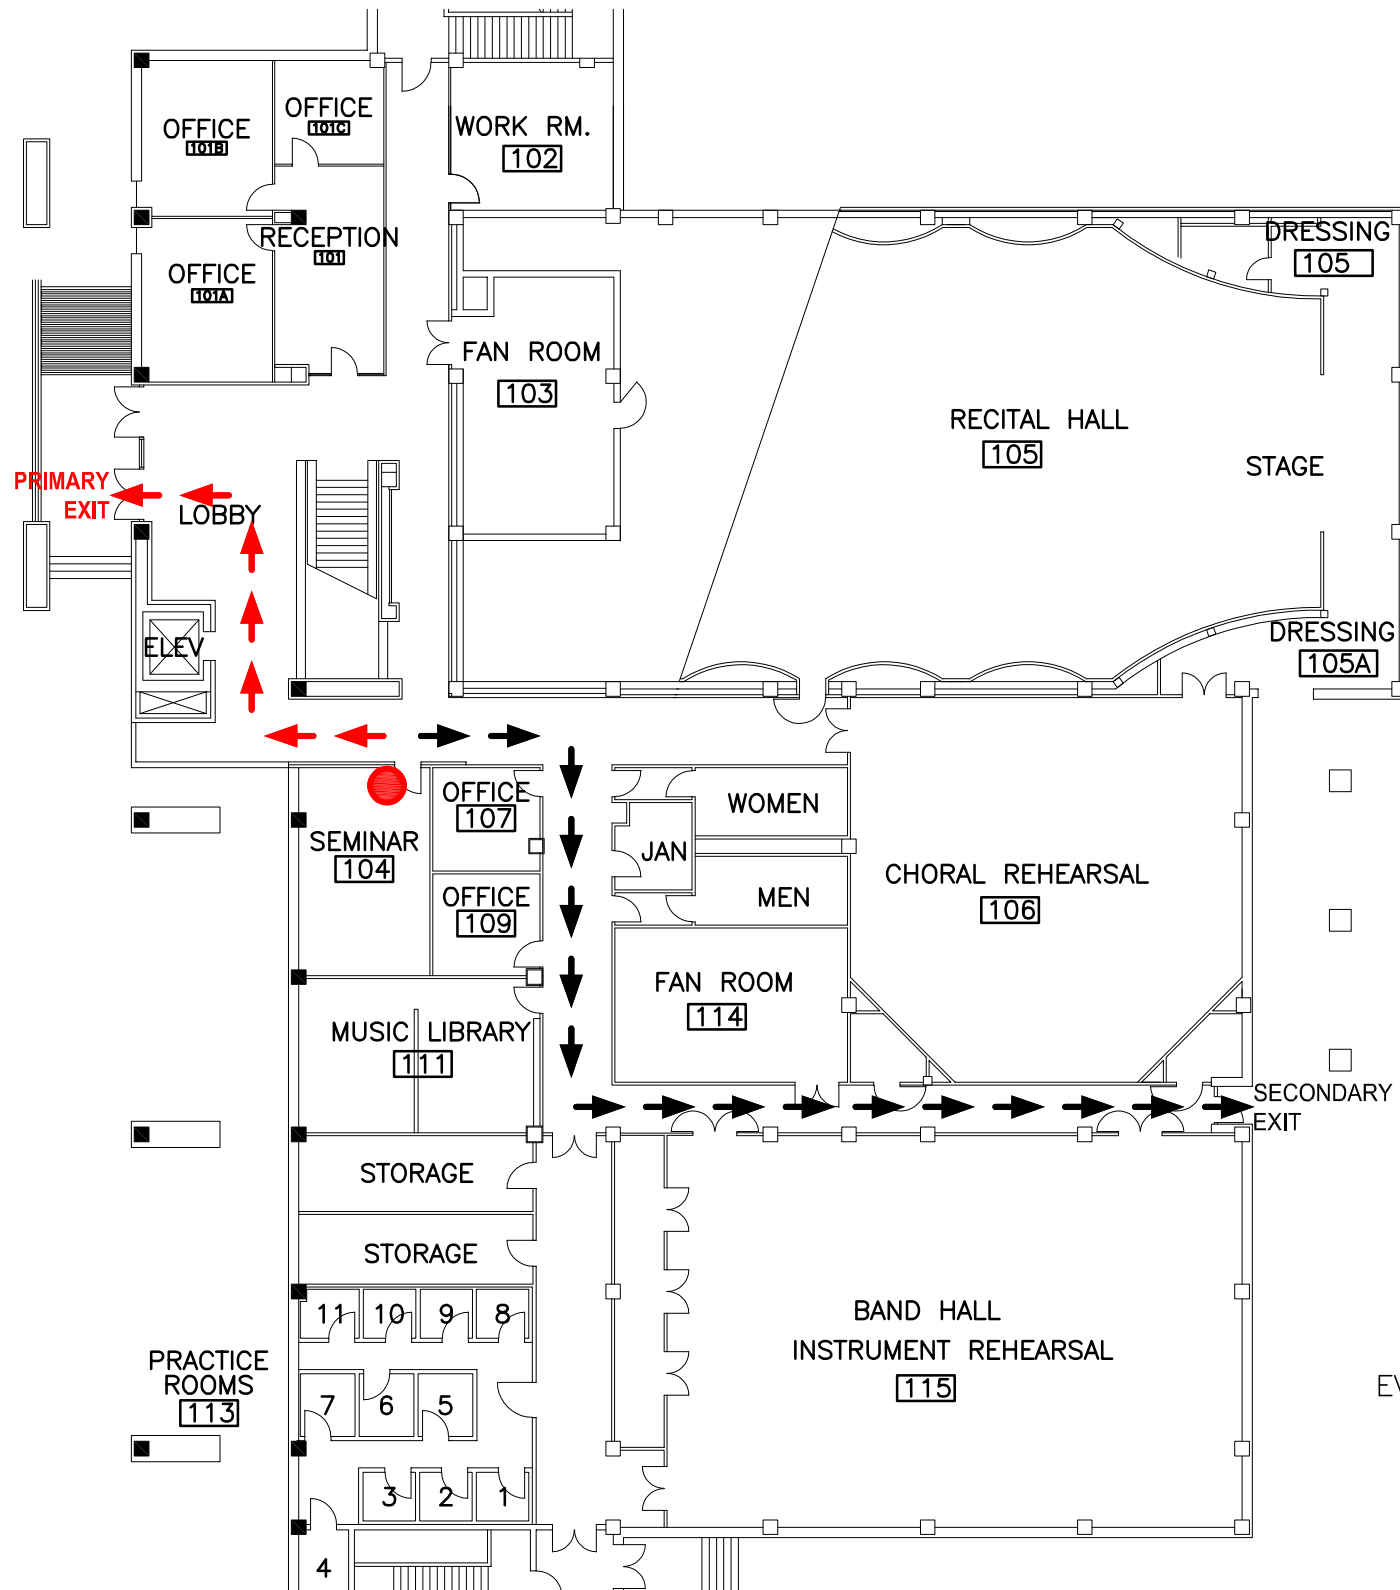 OFFICE
101B
OFFICE
101C
WORK RM.
102
RECEPTION
101
OFFICE
101A
DRESSING
105
FAN ROOM
103
RECITAL HALL
105
STAGE
PRIMARY
EXIT
LOBBY
ELEV
DRESSING
105A
OFFICE
107
WOMEN
SEMINAR
104
JAN
CHORAL REHEARSAL
106
OFFICE
109
MEN
FAN ROOM
114
MUSIC LIBRARY
111
SECONDARY
EXIT
STORAGE
STORAGE
11 10 9 8
BAND HALL
INSTRUMENT REHEARSAL
115
PRACTICE
ROOMS
113
7 6 5
3 2 1
4